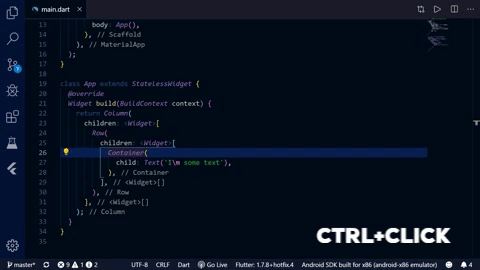 main.dart
13 body: App(),
14 ), // Scaffold
15 ), // MaterialApp
16 );
17 }
18
19 class App extends StateLessWidget {
20 @override
21 Widget build(BuildContext context) {
22 return Column(
23 children: <Widget>[
24 Row(
25 children: <Widget>[
26 Container(
27 child: Text('I\m some text'),
28 ), // Container
29 ], // <Widget>[]
30 ), // Row
31 ], // <Widget>[]
32 ); // Column
33 }
34 }
35
CTRL+CLICK
7
master* 9 1 2 UTF-8 CRLF Dart Go Live Flutter: 1.7.8+hotfix.4 Android SDK built for x86 (android-x86 emulator) 4